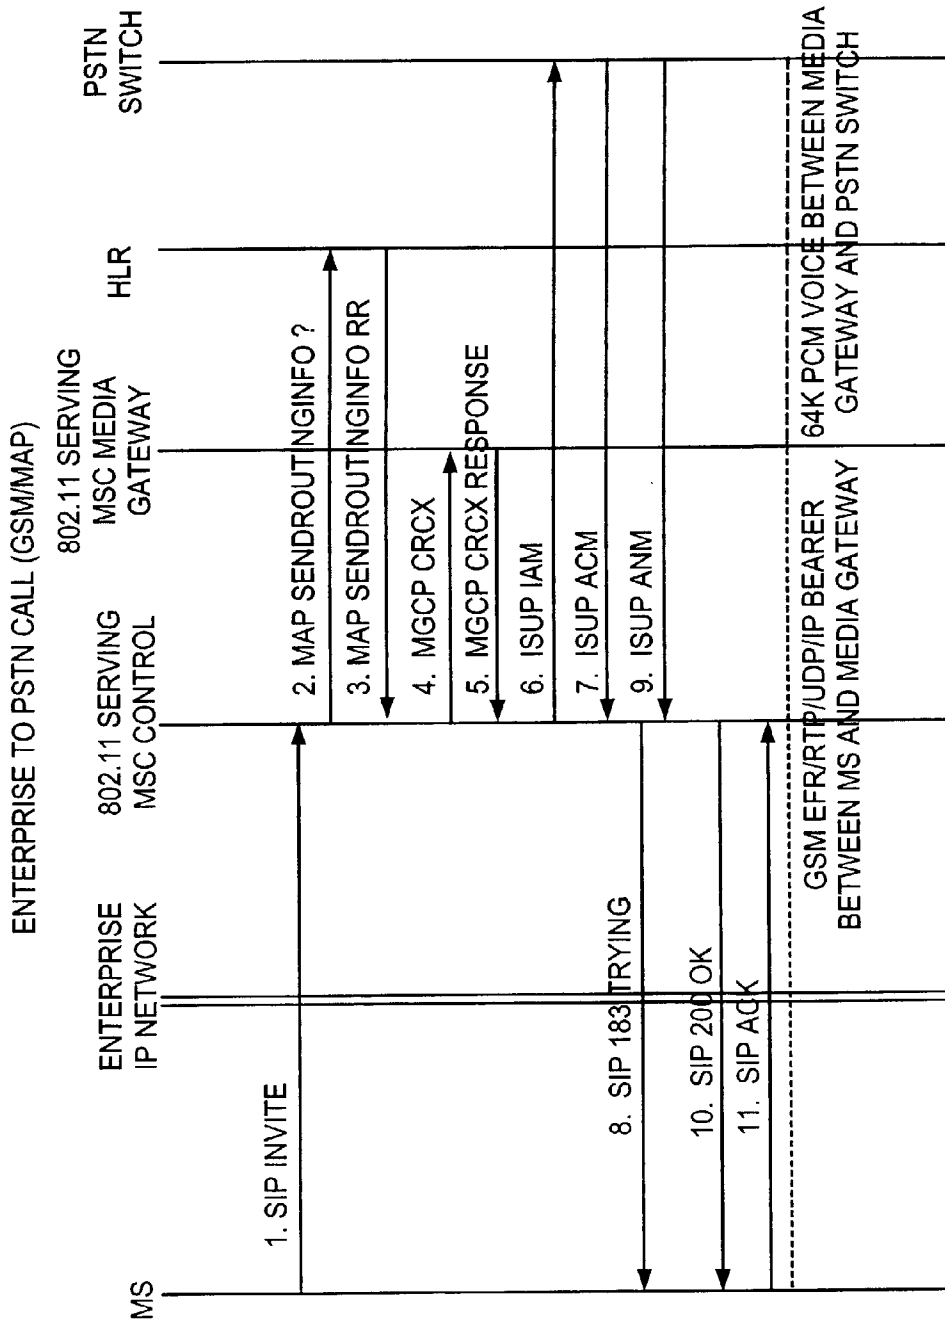 ENTERPRISE TO PSTN CALL (GSM/MAP)
MS
ENTERPRISE
IP NETWORK
802.11 SERVING
MSC CONTROL
802.11 SERVING
MSC MEDIA
GATEWAY
HLR
PSTN
SWITCH
1. SIP INVITE
2. MAP SENDROUTINGINFO ?
3. MAP SENDROUTINGINFO RR
4. MGCP CRCX
5. MGCP CRCX RESPONSE
6. ISUP IAM
7. ISUP ACM
8. SIP 183 TRYING
9. ISUP ANM
10. SIP 200 OK
11. SIP ACK
GSM EFR/RTP/UDP/IP BEARER
BETWEEN MS AND MEDIA GATEWAY
64K PCM VOICE BETWEEN MEDIA
GATEWAY AND PSTN SWITCH